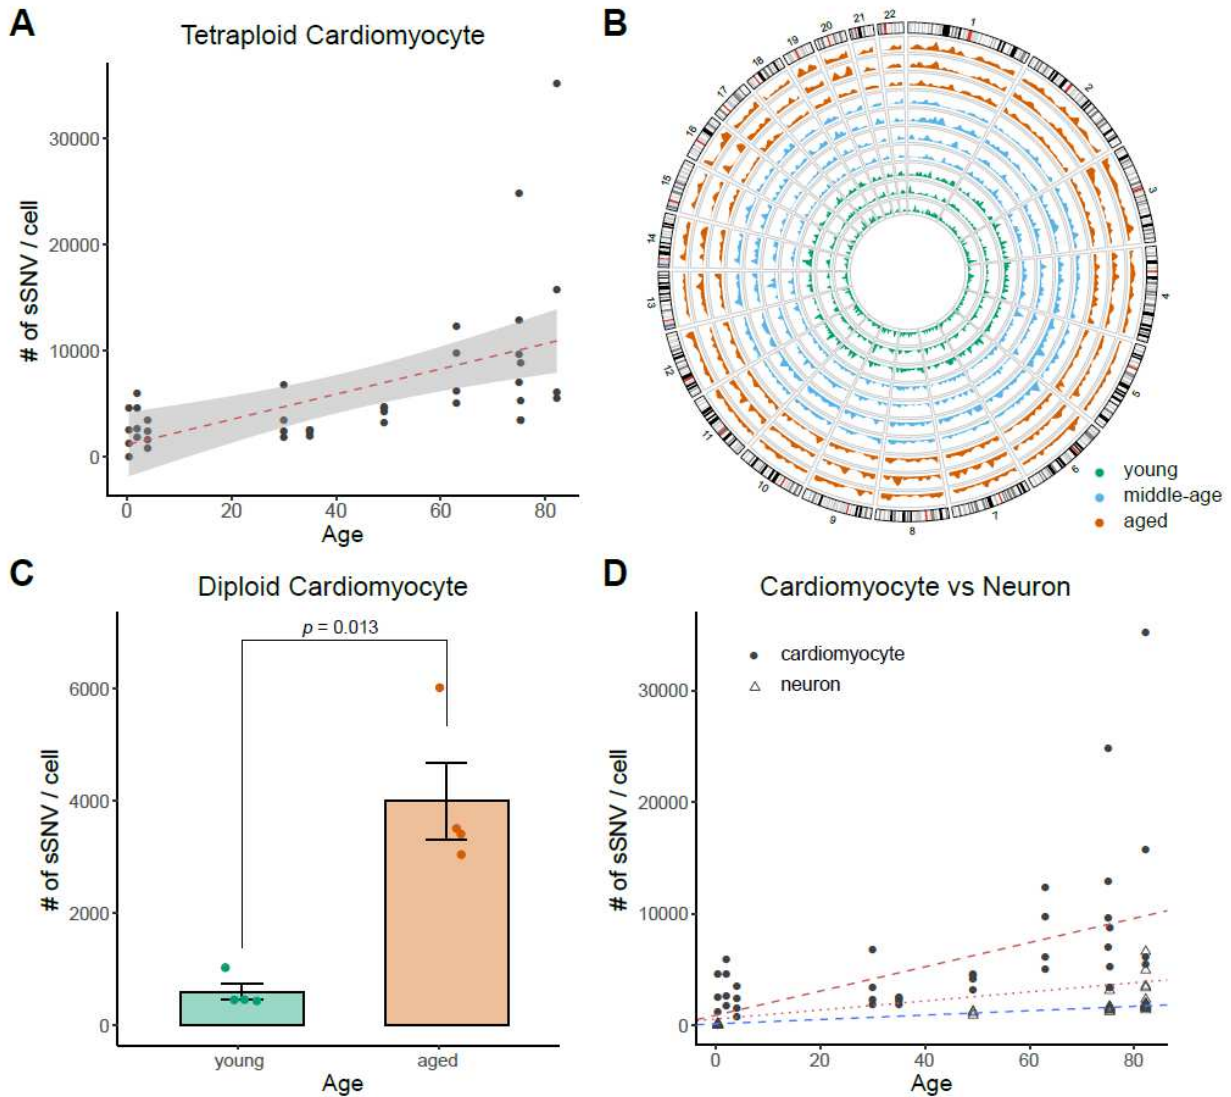 A
Tetraploid Cardiomyocyte
# of sSNV / cell
30000
20000
10000
0
0 20 40 60 80
Age
B
1
2
3
4
5
6
7
8
9
10
11
12
13
14
15
16
17
18
19
20
21
22
young
middle-age
aged
C
Diploid Cardiomyocyte
p = 0.013
# of sSNV / cell
6000
4000
2000
0
young aged
Age
D
Cardiomyocyte vs Neuron
cardiomyocyte
neuron
# of sSNV / cell
30000
20000
10000
0
0 20 40 60 80
Age